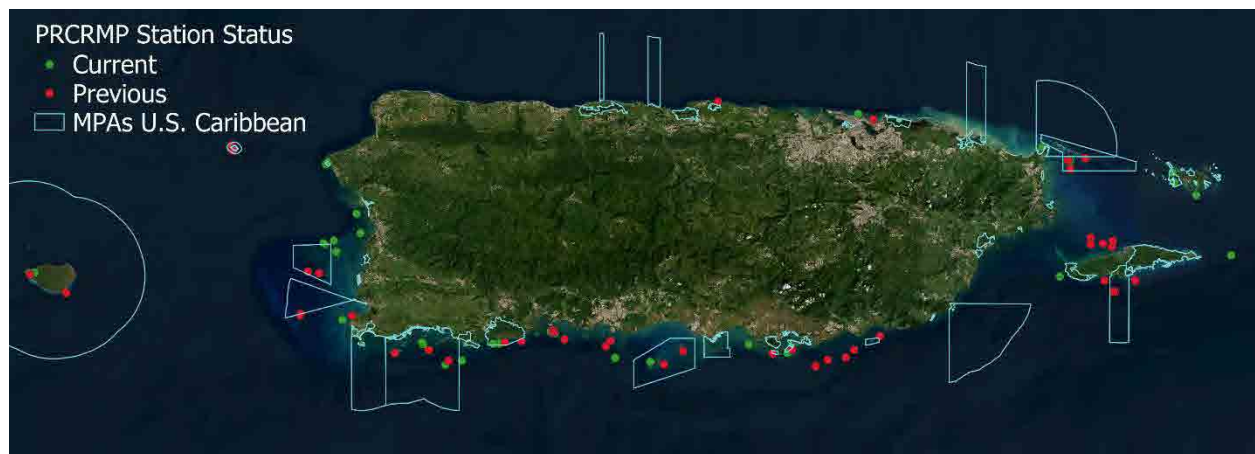 PRCRMP Station Status
Current
Previous
MPAs U.S. Caribbean